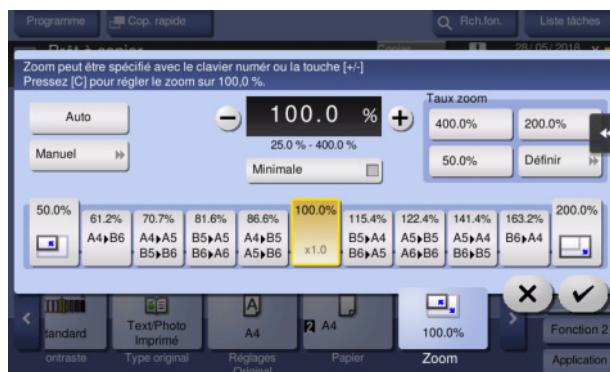 Programme
Cop. rapide
Rch.fon.
Liste tâches
Prêt à copier
Copies
28/05/2018
Zoom peut être spécifié avec le clavier numér ou la touche [+/-]
Pressez [C] pour régler le zoom sur 100,0 %.
Taux zoom
Auto
100.0 %
400.0%
200.0%
25.0 % - 400.0 %
Manuel
Minimale
50.0%
Définir
50.0%
61.2%
A4 B6
70.7%
A4 A5
B5 B6
81.6%
B5 A5
B6 A6
86.6%
A4 B5
A5 B6
100.0%
x1.0
115.4%
B5 A4
B6 A5
122.4%
A5 B5
A6 B6
141.4%
A5 A4
B6 B5
163.2%
B6 A4
200.0%
tandard
Text/Photo
Imprimé
A4
2 A4
100.0%
Fonction 2
ontraste
Type original
Réglages
Original
Papier
Zoom
Application